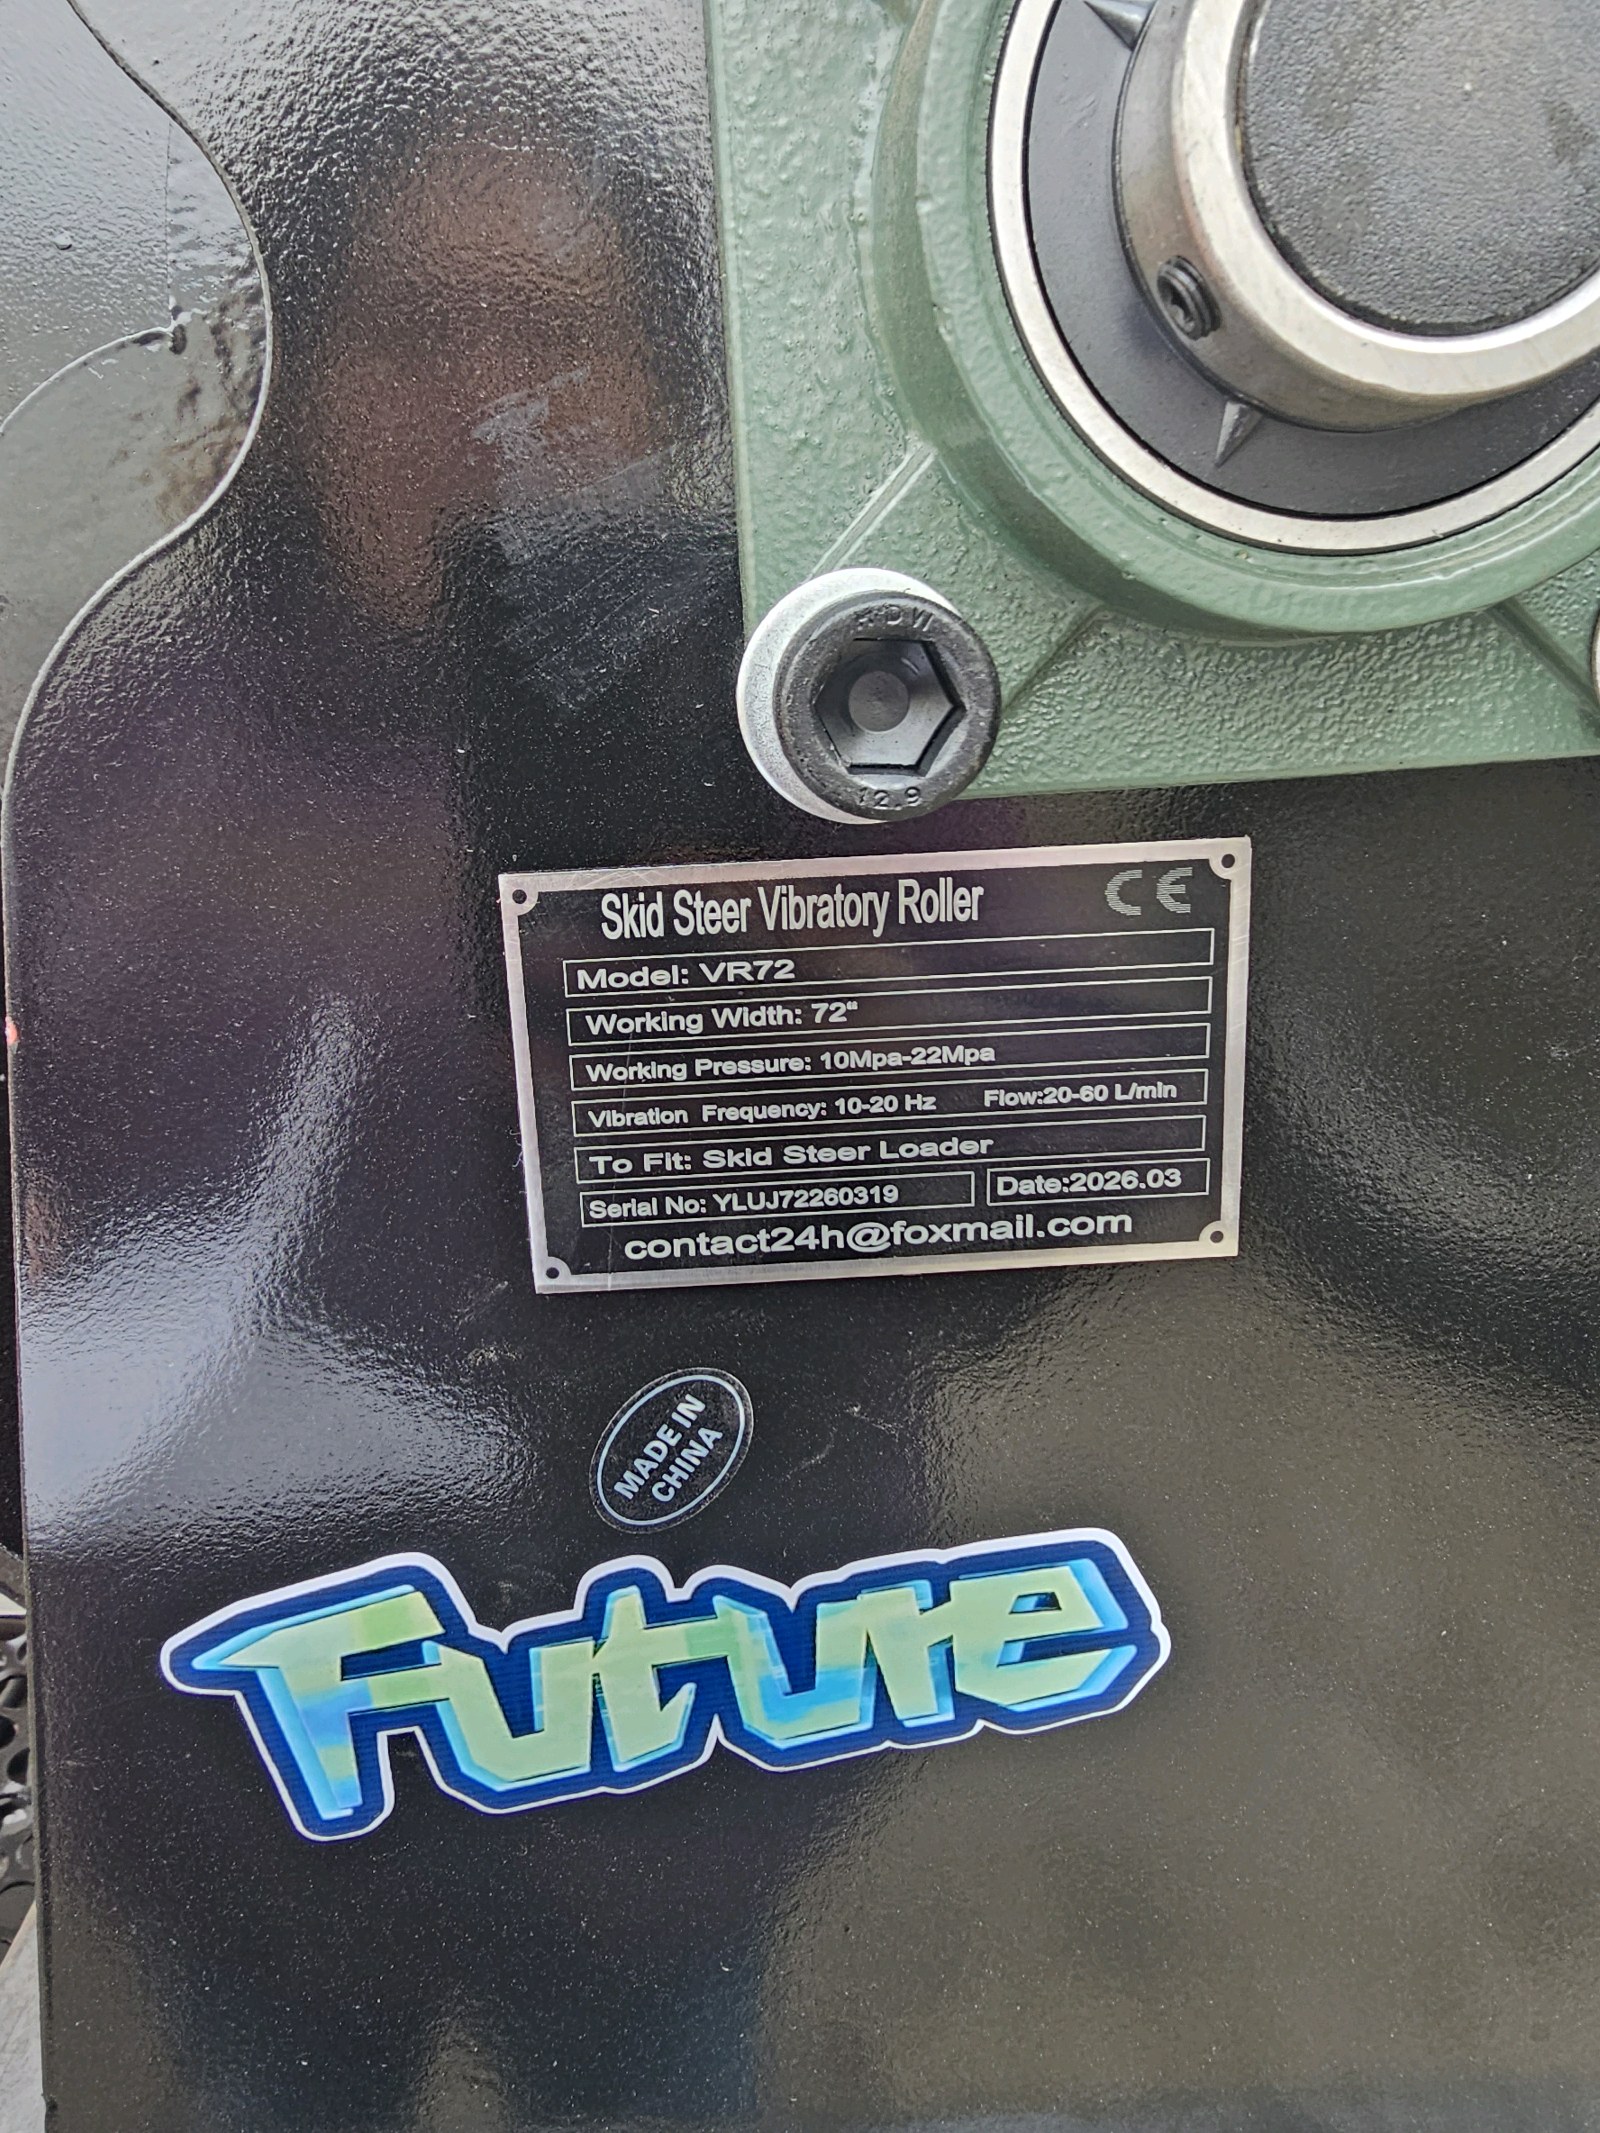 12.9
Skid Steer Vibratory Roller CE
Model: VR72
Working Width: 72"
Working Pressure: 10Mpa-22Mpa
Vibration Frequency: 10-20 Hz Flow:20-60 L/min
To Fit: Skid Steer Loader
Serial No: YLUJ72260319 Date:2026.03
contact24h@foxmail.com
MADE IN
CHINA
Future